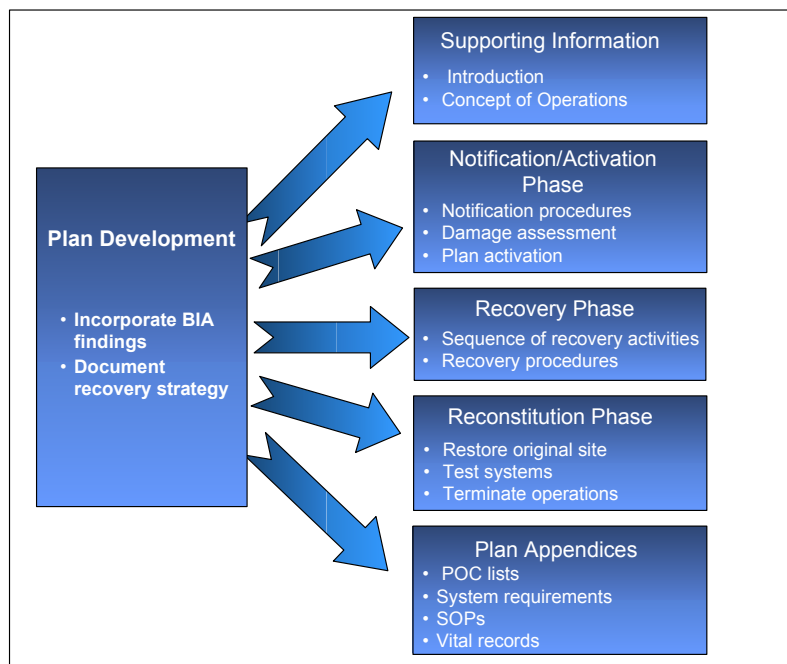 Plan Development
• Incorporate BIA
findings
• Document
recovery strategy
Supporting Information
• Introduction
• Concept of Operations
Notification/Activation
Phase
• Notification procedures
• Damage assessment
• Plan activation
Recovery Phase
• Sequence of recovery activities
• Recovery procedures
Reconstitution Phase
• Restore original site
• Test systems
• Terminate operations
Plan Appendices
• POC lists
• System requirements
• SOPs
• Vital records